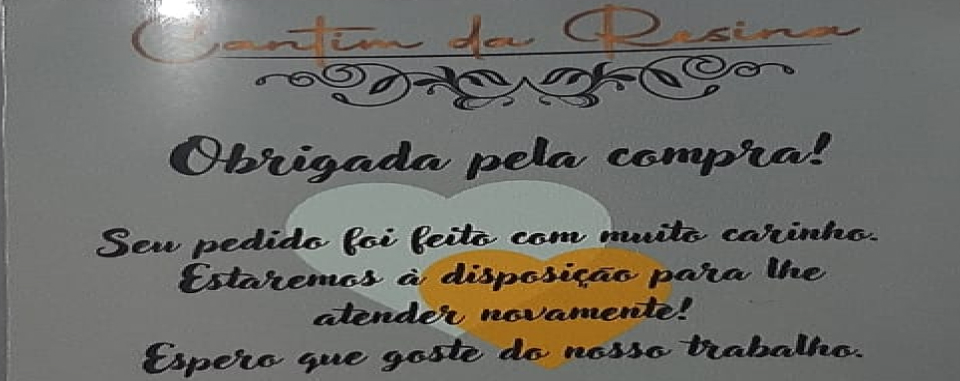 Cantim da Resina
Obrigada pela compra!
Seu pedido foi feito com muito carinho.
Estaremos à disposição para lhe
atender novamente!
Espero que goste do nosso trabalho.